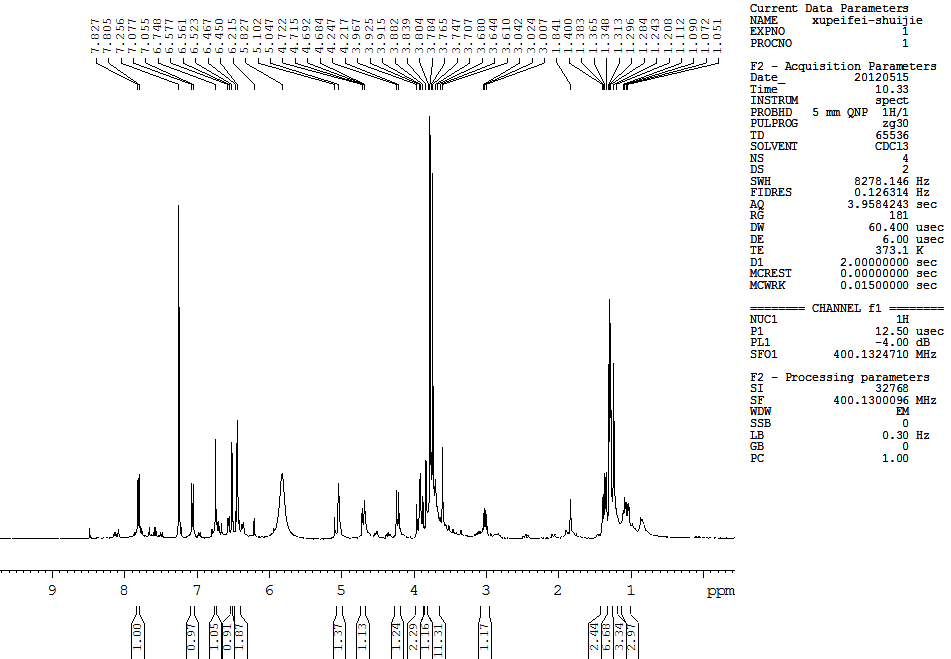 7.827
7.805
7.256
7.077
7.055
6.748
6.577
6.561
6.523
6.467
6.450
6.215
5.827
5.102
5.047
4.722
4.715
4.692
4.684
4.247
4.217
3.967
3.925
3.915
3.882
3.839
3.804
3.784
3.765
3.747
3.707
3.680
3.644
3.610
3.042
3.024
3.007
1.841
1.400
1.383
1.365
1.348
1.313
1.296
1.284
1.243
1.208
1.112
1.090
1.072
1.051
Current Data Parameters
NAME xupeifei-shuijie
EXPNO 1
PROCNO 1
F2 - Acquisition Parameters
Date_ 20120515
Time 10.33
INSTRUM spect
PROBHD 5 mm QNP 1H/1
PULPROG zg30
TD 65536
SOLVENT CDCl3
NS 4
DS 2
SWH 8278.146 Hz
FIDRES 0.126314 Hz
AQ 3.9584243 sec
RG 181
DW 60.400 usec
DE 6.00 usec
TE 373.1 K
D1 2.00000000 sec
MCREST 0.00000000 sec
MCWRK 0.01500000 sec
======== CHANNEL f1 ========
NUC1 1H
P1 12.50 usec
PL1 -4.00 dB
SFO1 400.1324710 MHz
F2 - Processing parameters
SI 32768
SF 400.1300096 MHz
WDW EM
SSB 0
LB 0.30 Hz
GB 0
PC 1.00
9 8 7 6 5 4 3 2 1 ppm
1.00
0.97
1.05
0.91
1.87
1.37
1.13
1.24
2.29
1.16
11.31
1.17
2.44
6.68
3.34
2.97